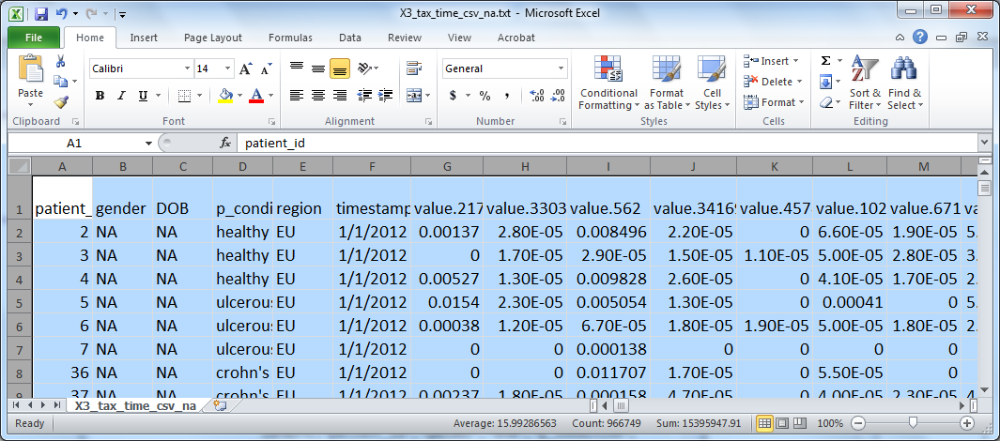 X3_tax_time_csv_na.txt - Microsoft Excel
File Home Insert Page Layout Formulas Data Review View Acrobat
Paste Calibri 14 A A General Conditional Formatting Format as Table Cell Styles Insert Delete Format Σ Sort & Filter Find & Select
B I U A $ % , .00 .0
Clipboard Font Alignment Number Styles Cells Editing
A1 fx patient_id
A B C D E F G H I J K L M
1 patient_ gender DOB p_condi region timestamp value.217 value.3303 value.562 value.34169 value.457 value.102 value.671 va
2 2 NA NA healthy EU 1/1/2012 0.00137 2.80E-05 0.008496 2.20E-05 0 6.60E-05 1.90E-05 5.
3 3 NA NA healthy EU 1/1/2012 0 1.70E-05 2.90E-05 1.50E-05 1.10E-05 5.00E-05 2.80E-05 3.
4 4 NA NA healthy EU 1/1/2012 0.00527 1.30E-05 0.009828 2.60E-05 0 4.10E-05 1.70E-05 2.
5 5 NA NA ulcerous EU 1/1/2012 0.0154 2.30E-05 0.005054 1.30E-05 0 0.00041 0 5.
6 6 NA NA ulcerous EU 1/1/2012 0.00038 1.20E-05 6.70E-05 1.80E-05 1.90E-05 5.00E-05 1.80E-05 2.
7 7 NA NA ulcerous EU 1/1/2012 0 0 0.000138 0 0 0 0
8 36 NA NA crohn's EU 1/1/2012 0 0 0.011707 1.70E-05 0 5.50E-05 0
9 37 NA NA crohn's EU 1/1/2012 0.00237 1.80E-05 0.000158 4.70E-05 0 4.00E-05 2.30E-05 4.
X3_tax_time_csv_na
Ready Average: 15.99286563 Count: 966749 Sum: 15395947.91 100%